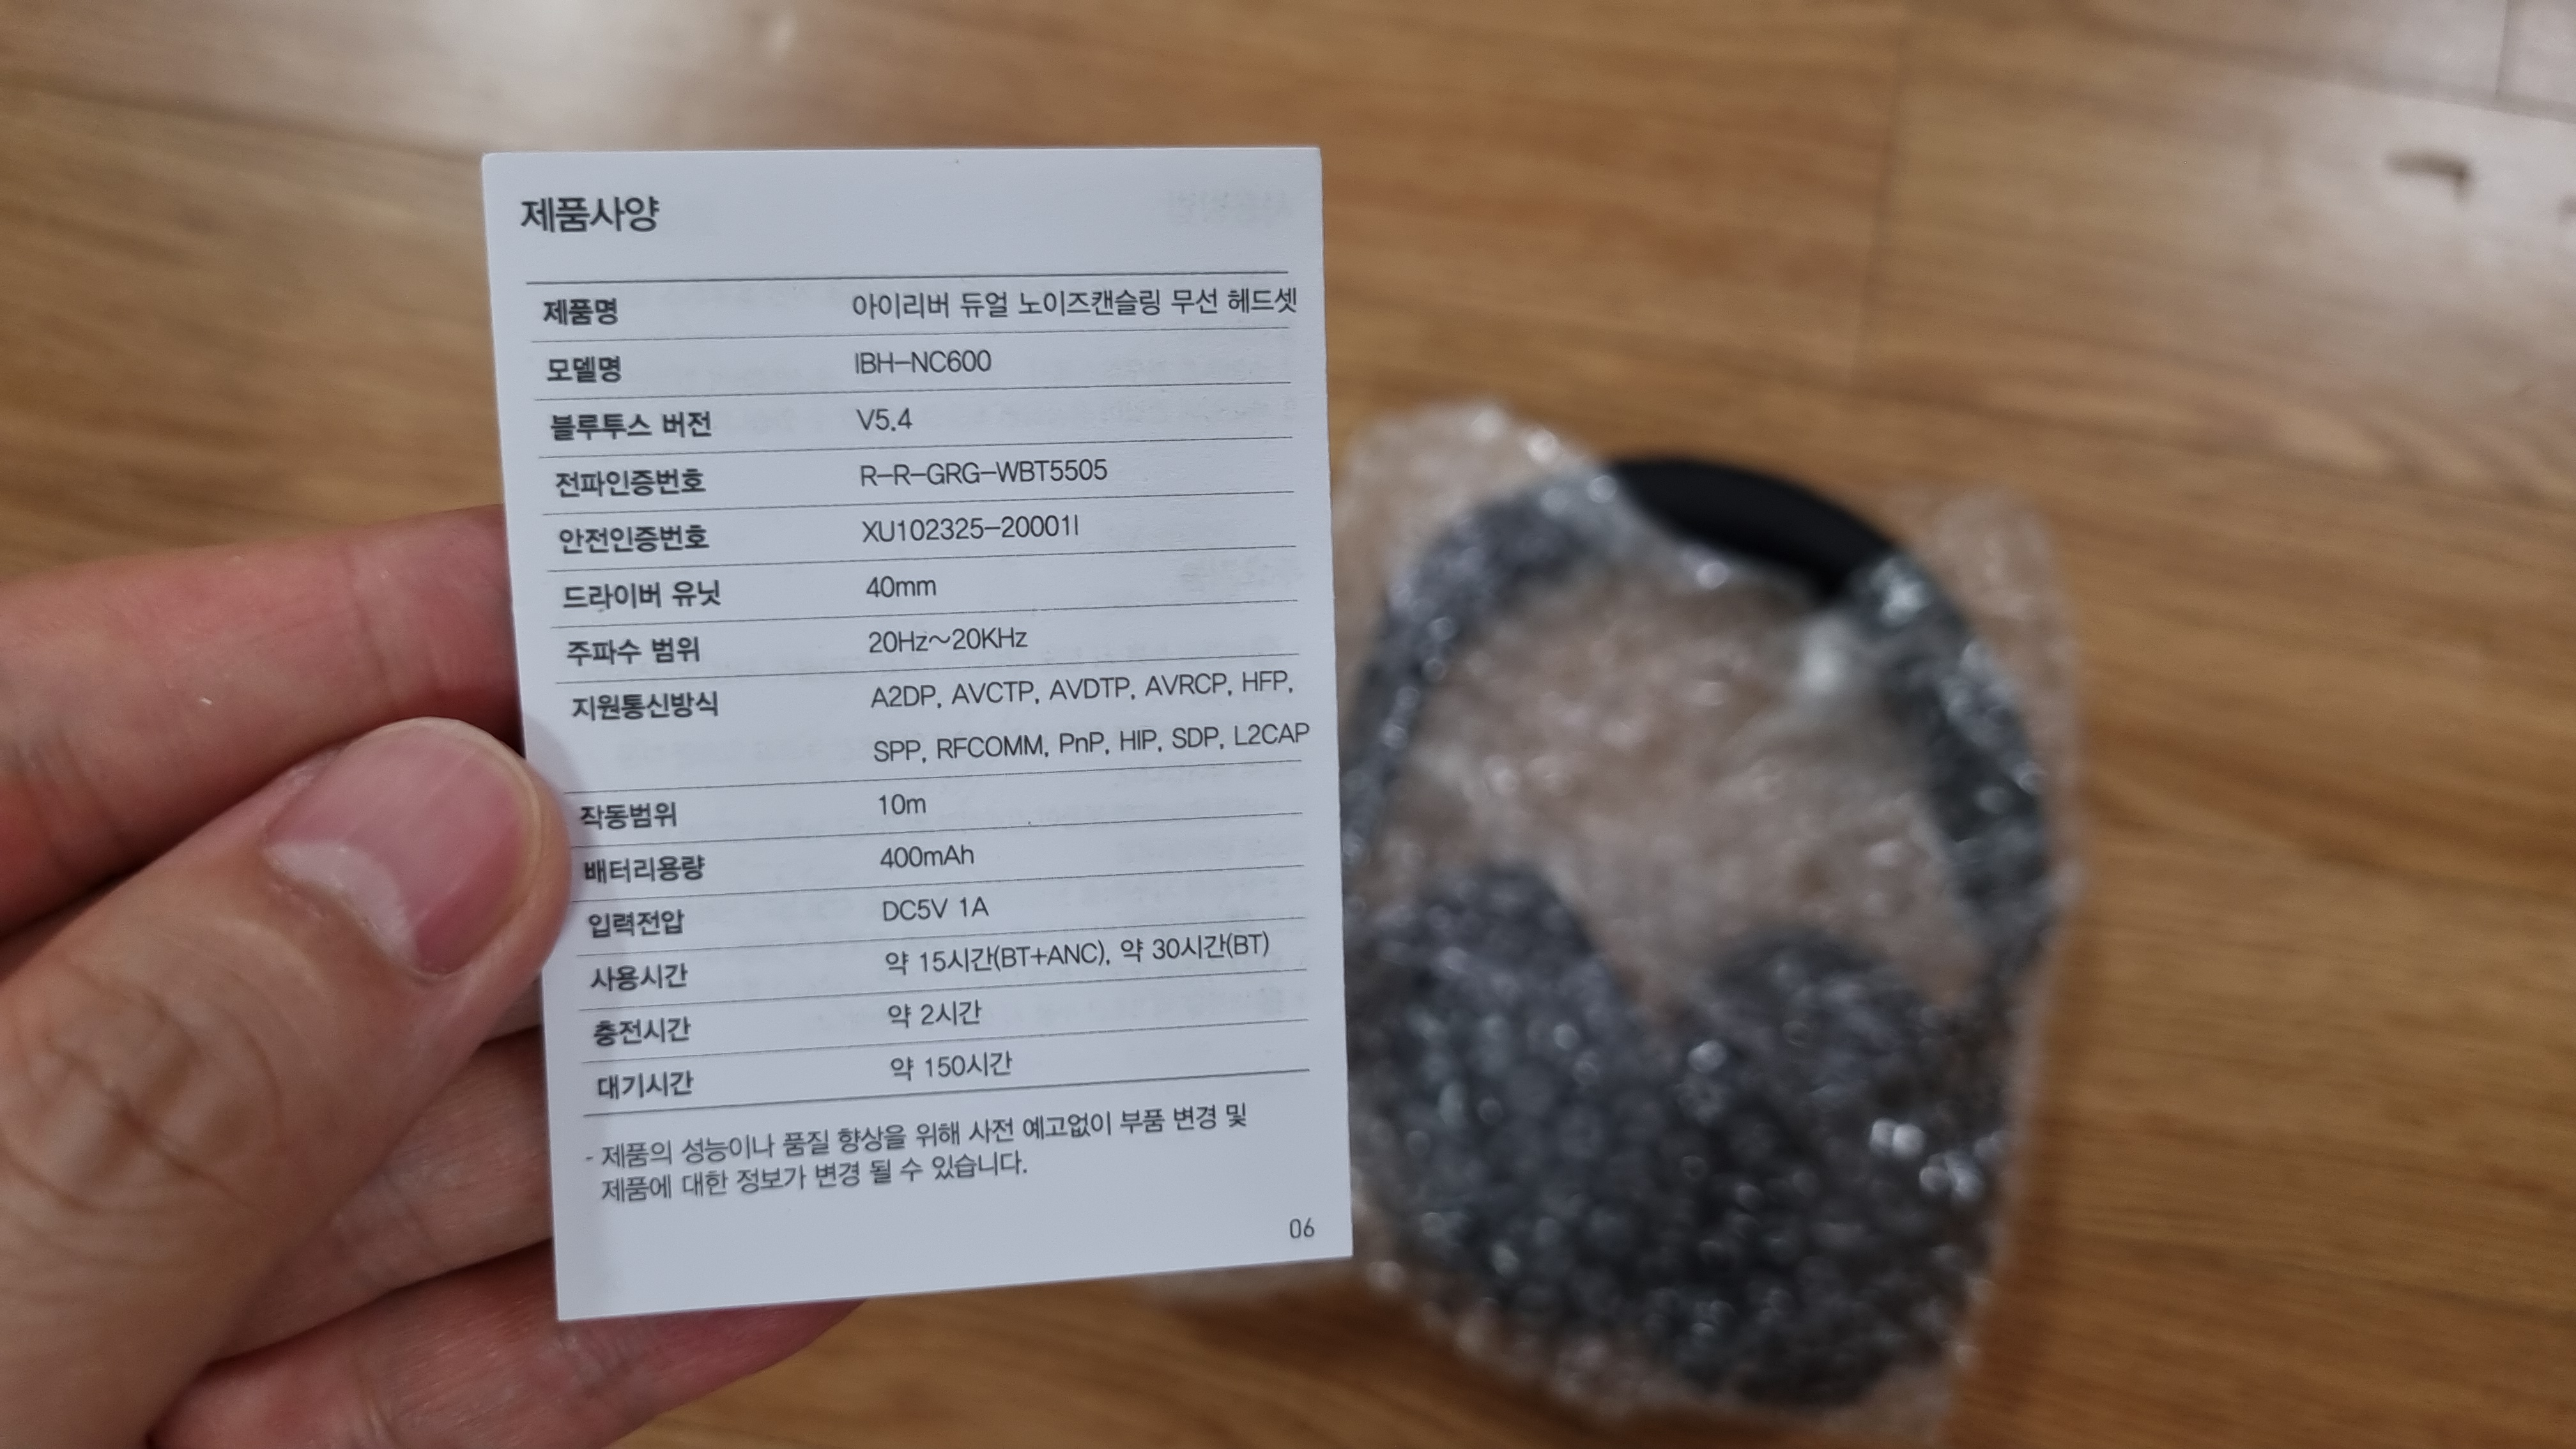 제품사양
제품명 아이리버 듀얼 노이즈캔슬링 무선 헤드셋
모델명 IBH-NC600
블루투스 버전 V5.4
전파인증번호 R-R-GRG-WBT5505
안전인증번호 XU102325-20001I
드라이버 유닛 40mm
주파수 범위 20Hz~20KHz
지원통신방식 A2DP, AVCTP, AVDTP, AVRCP, HFP,
SPP, RFCOMM, PnP, HIP, SDP, L2CAP
작동범위 10m
배터리용량 400mAh
입력전압 DC5V 1A
사용시간 약 15시간(BT+ANC), 약 30시간(BT)
충전시간 약 2시간
대기시간 약 150시간
- 제품의 성능이나 품질 향상을 위해 사전 예고없이 부품 변경 및
제품에 대한 정보가 변경 될 수 있습니다.
06